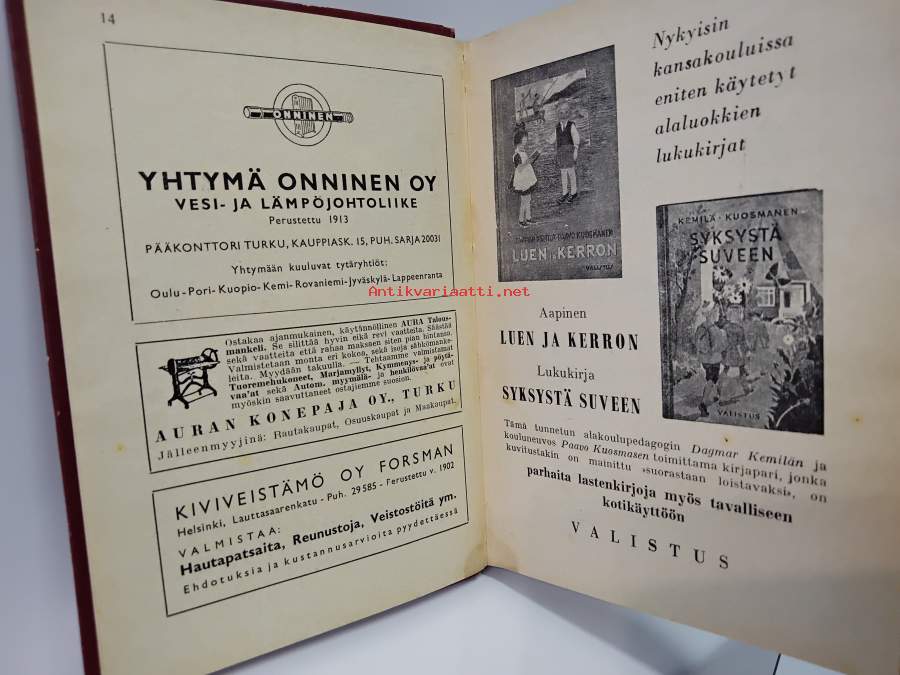 14
ONNINEN
YHTYMÄ ONNINEN OY
VESI- JA LÄMPÖJOHTOLIIKE
Perustettu 1913
PÄÄKONTTORI TURKU, KAUPPIASK. 15, PUH. SARJA 20031
Yhtymään kuuluvat tytäryhtiöt:
Oulu-Pori-Kuopio-Kemi-Rovaniemi-Jyväskylä-Lappeenranta
Ostakaa ajanmukainen, käytännöllinen AURA Talous-
mankeli. Se silittää hyvin eikä revi vaatteita. Säästää
sekä vaatteita että rahaa maksaen siten pian hintansa.
Valmistetaan monta eri kokoa, sekä isoja sähkömanke-
leita. Myydään takuulla. — Tehtaamme valmistamat
Tuoremehukoneet, Marjamyllyt, Kymmenys- ja pöytä-
vaa'at sekä Autom. myymälä- ja henkilövaa'at ovat
myöskin saavuttaneet ostajiemme suosion.
AURAN KONEPAJA OY., TURKU
Jälleenmyyjinä: Rautakaupat, Osuuskaupat ja Maakaupat.
KIVIVEISTÄMÖ OY FORSMAN
Helsinki, Lauttasaarenkatu - Puh. 29 585 - Perustettu v. 1902
VALMISTAA:
Hautapatsaita, Reunustoja, Veistostöitä ym.
Ehdotuksia ja kustannusarvioita pyydettäessä
Nykyisin
kansakouluissa
eniten käytetyt
alaluokkien
lukukirjat
DAGMAR KEMILÄ-PAAVO KUOSMANEN
LUEN JA KERRON
VALISTUS
KEMILÄ - KUOSMANEN
SYKSYSTÄ
SUVEEN
VALISTUS
Antikvariaatti.net
Aapinen
LUEN JA KERRON
Lukukirja
SYKSYSTÄ SUVEEN
Tämä tunnetun alakoulupedagogin Dagmar Kemilän ja
kouluneuvos Paavo Kuosmasen toimittama kirjapari, jonka
kuvitustakin on mainittu »suorastaan loistavaksi», on
parhaita lastenkirjoja myös tavalliseen
kotikäyttöön
VALISTUS